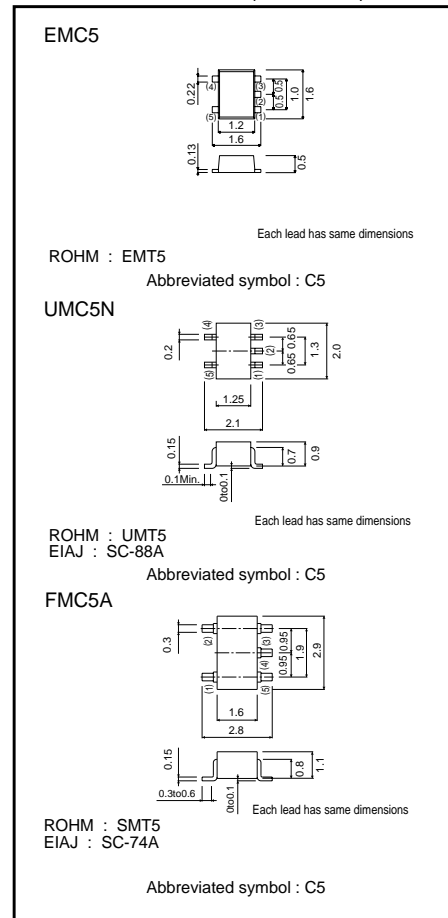 EMC5
0.22
(4)
(3)
(2)
(5)
(1)
0.5 0.5
1.0
1.6
1.2
1.6
0.13
0.5
Each lead has same dimensions
ROHM : EMT5
Abbreviated symbol : C5
UMC5N
(4)
(3)
0.2
(2)
(5)
(1)
0.65 0.65
1.3
2.0
1.25
2.1
0.15
0.1Min.
0to0.1
0.7
0.9
Each lead has same dimensions
ROHM : UMT5
EIAJ : SC-88A
Abbreviated symbol : C5
FMC5A
0.3
(2)
(3)
(4)
(1)
(5)
0.95 0.95
1.9
2.9
1.6
2.8
0.15
0.3to0.6
0to0.1
0.8
1.1
Each lead has same dimensions
ROHM : SMT5
EIAJ : SC-74A
Abbreviated symbol : C5